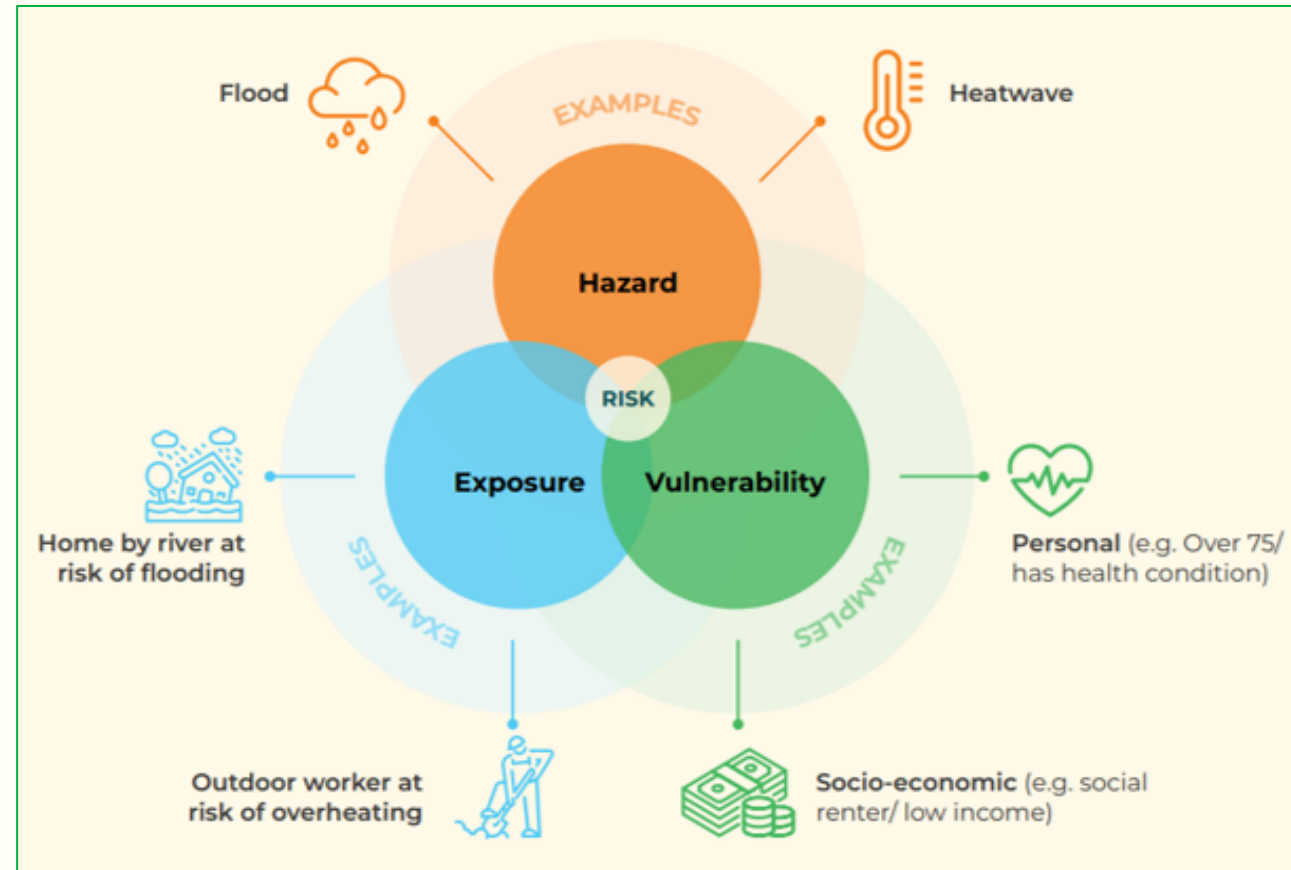 Flood
EXAMPLES
Heatwave
Hazard
RISK
Exposure
Vulnerability
Home by river at
risk of flooding
EXAMPLES
EXAMPLES
Personal (e.g. Over 75/
has health condition)
Outdoor worker at
risk of overheating
Socio-economic (e.g. social
renter/ low income)